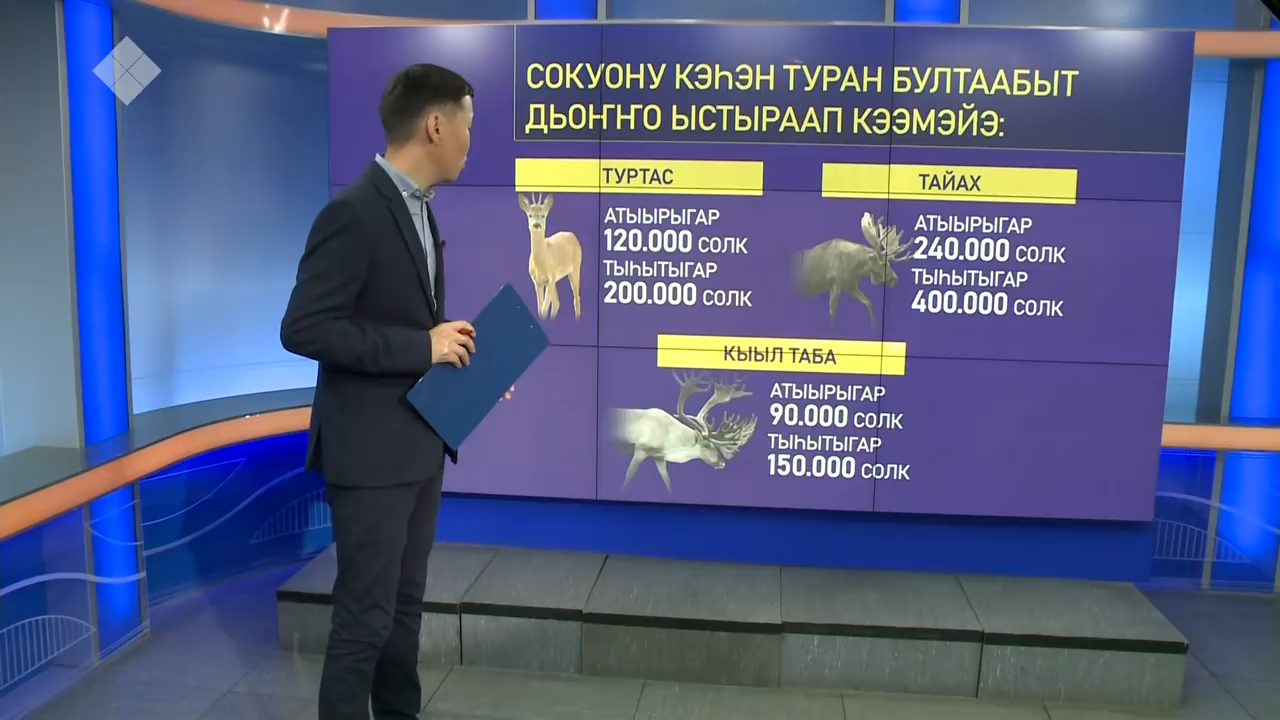 СОКУОНУ КЭҺЭН ТУРАН БУЛТААБЫТ
ДЬОҤҤО ЫСТЫРААП КЭЭМЭЙЭ:
ТУРТАС
АТЫЫРЫГАР
120.000 СОЛК
ТЫҺЫТЫГАР
200.000 СОЛК
ТАЙАХ
АТЫЫРЫГАР
240.000 СОЛК
ТЫҺЫТЫГАР
400.000 СОЛК
КЫЫЛ ТАБА
АТЫЫРЫГАР
90.000 СОЛК
ТЫҺЫТЫГАР
150.000 СОЛК